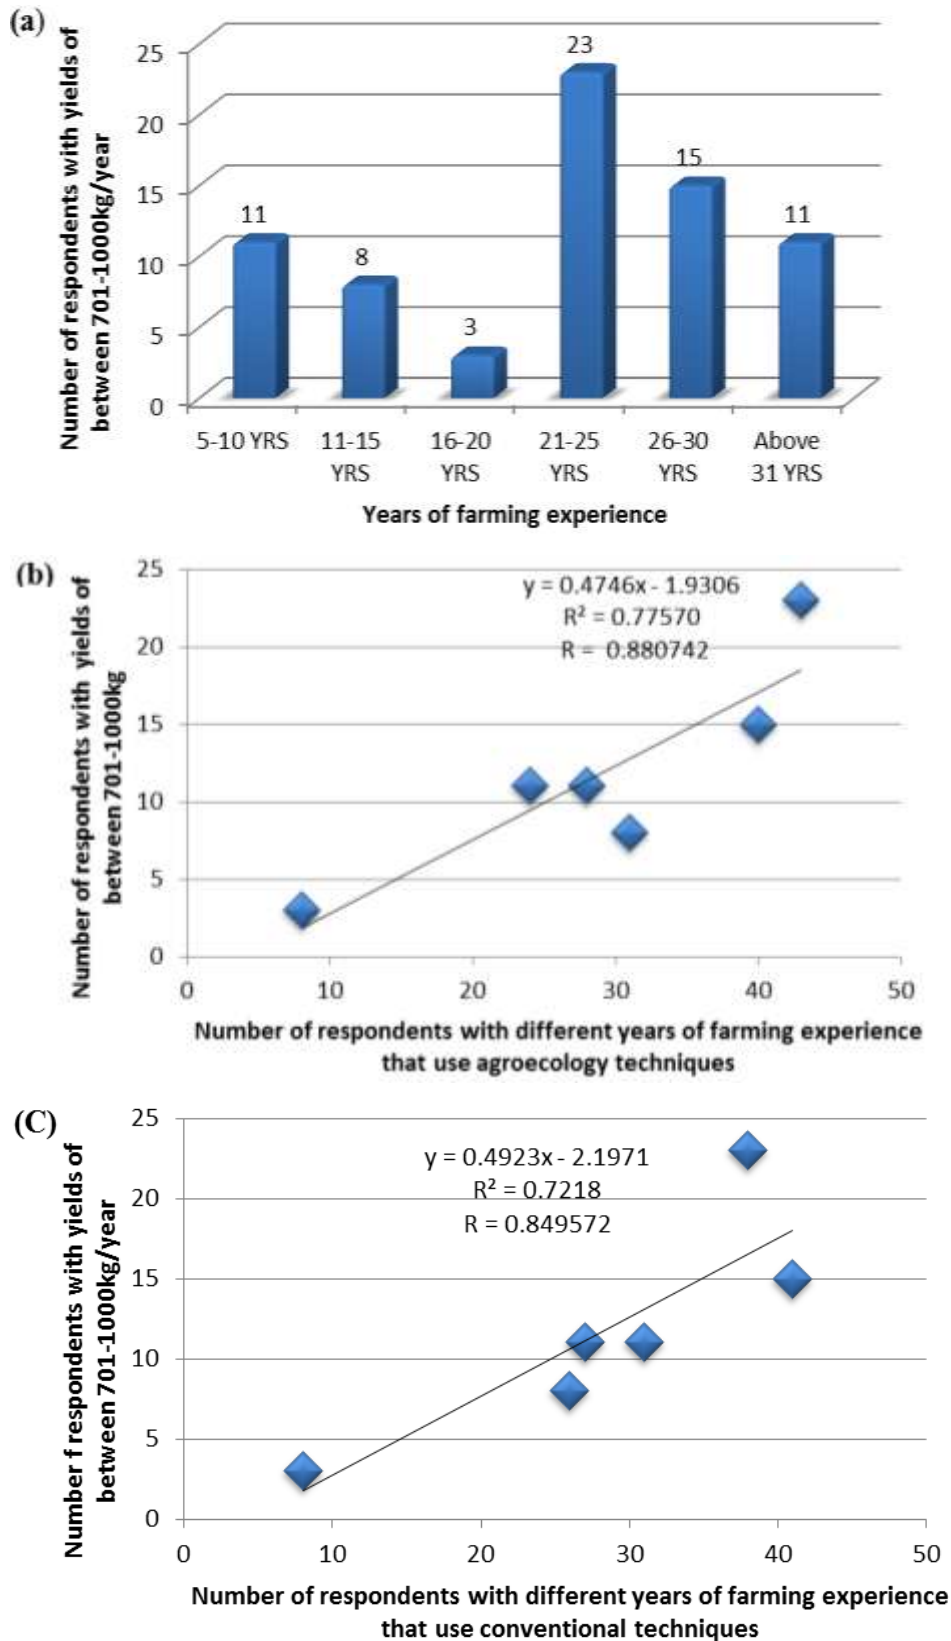 (a)
Number of respondents with yields of
between 701-1000kg/year
25
20
15
10
5
0
11
8
3
23
15
11
5-10 YRS
11-15
YRS
16-20
YRS
21-25
YRS
26-30
YRS
Above
31 YRS
Years of farming experience
(b)
Number of respondents with yields of
between 701-1000kg
25
20
15
10
5
0
y = 0.4746x - 1.9306
R² = 0.77570
R = 0.880742
0
10
20
30
40
50
Number of respondents with different years of farming experience
that use agroecology techniques
(C)
Number f respondents with yields of
between 701-1000kg/year
25
20
15
10
5
0
y = 0.4923x - 2.1971
R² = 0.7218
R = 0.849572
0
10
20
30
40
50
Number of respondents with different years of farming experience
that use conventional techniques